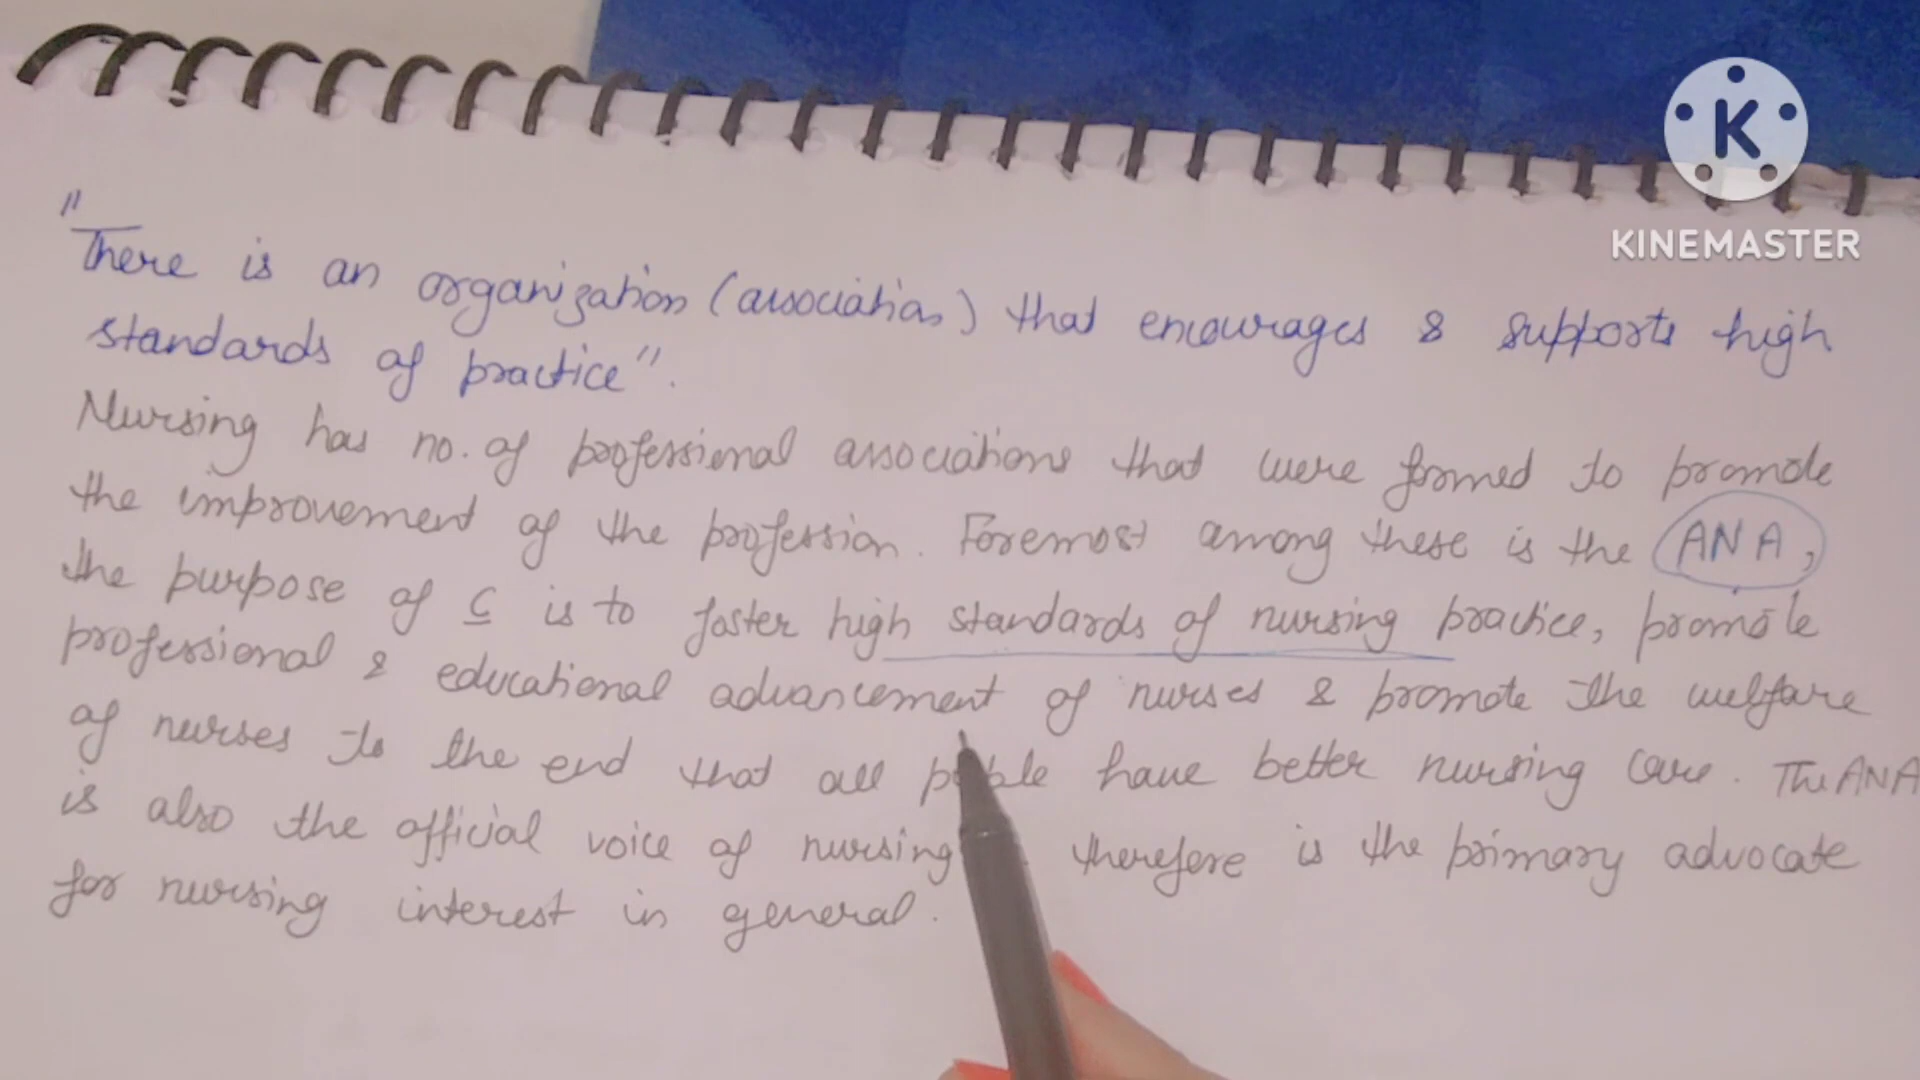 "There is an organization (association) that encourages & supports high
standards of practice".
Nursing has no. of professional associations that were formed to promote
the improvement of the profession. Foremost among these is the ANA,
the purpose of C is to foster high standards of nursing practice, promote
professional & educational advancement of nurses & promote the welfare
of nurses to the end that all have better nursing care. The ANA
is also the official voice of nursing therefore is the primary advocate
for nursing interest in general.
K
KINEMASTER